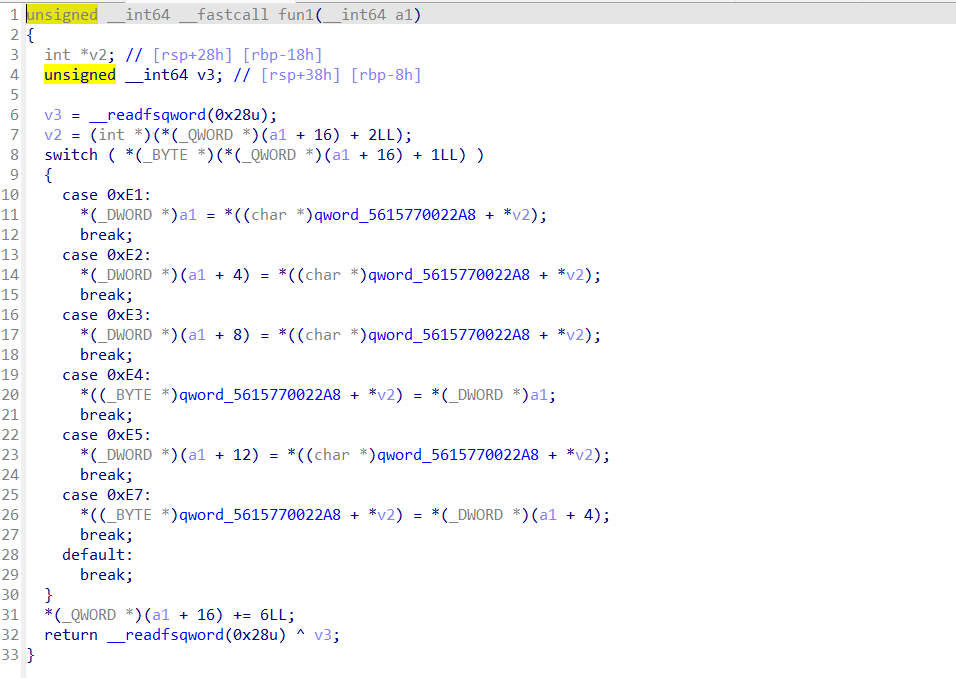 1 unsigned __int64 __fastcall fun1(__int64 a1)
2 {
3 int *v2; // [rsp+28h] [rbp-18h]
4 unsigned __int64 v3; // [rsp+38h] [rbp-8h]
5
6 v3 = __readfsqword(0x28u);
7 v2 = (int *)(*(_QWORD *)(a1 + 16) + 2LL);
8 switch ( *(_BYTE *)(*(_QWORD *)(a1 + 16) + 1LL) )
9 {
10 case 0xE1:
11 *(_DWORD *)a1 = *((char *)qword_5615770022A8 + *v2);
12 break;
13 case 0xE2:
14 *(_DWORD *)(a1 + 4) = *((char *)qword_5615770022A8 + *v2);
15 break;
16 case 0xE3:
17 *(_DWORD *)(a1 + 8) = *((char *)qword_5615770022A8 + *v2);
18 break;
19 case 0xE4:
20 *((_BYTE *)qword_5615770022A8 + *v2) = *(_DWORD *)a1;
21 break;
22 case 0xE5:
23 *(_DWORD *)(a1 + 12) = *((char *)qword_5615770022A8 + *v2);
24 break;
25 case 0xE7:
26 *((_BYTE *)qword_5615770022A8 + *v2) = *(_DWORD *)(a1 + 4);
27 break;
28 default:
29 break;
30 }
31 *(_QWORD *)(a1 + 16) += 6LL;
32 return __readfsqword(0x28u) ^ v3;
33 }